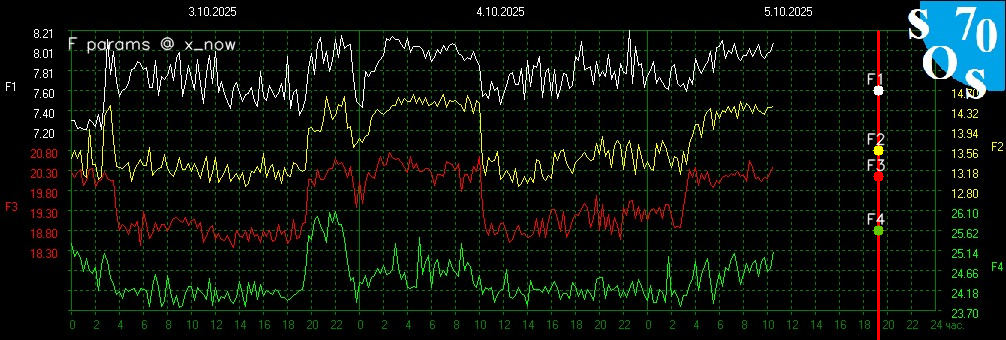 3.10.2025 4.10.2025 5.10.2025
SOS 70
F params @ x_now
8.21
8.01
7.81
7.60
7.40
7.20
F1
20.80
20.30
19.80
19.30
18.80
18.30
F3
F1
F2
F3
F4
14.70
14.32
13.94
13.56
13.18
12.80
F2
26.10
25.62
25.14
24.66
24.18
23.70
F4
0 2 4 6 8 10 12 14 16 18 20 22 0 2 4 6 8 10 12 14 16 18 20 22 0 2 4 6 8 10 12 14 16 18 20 22 24 час.